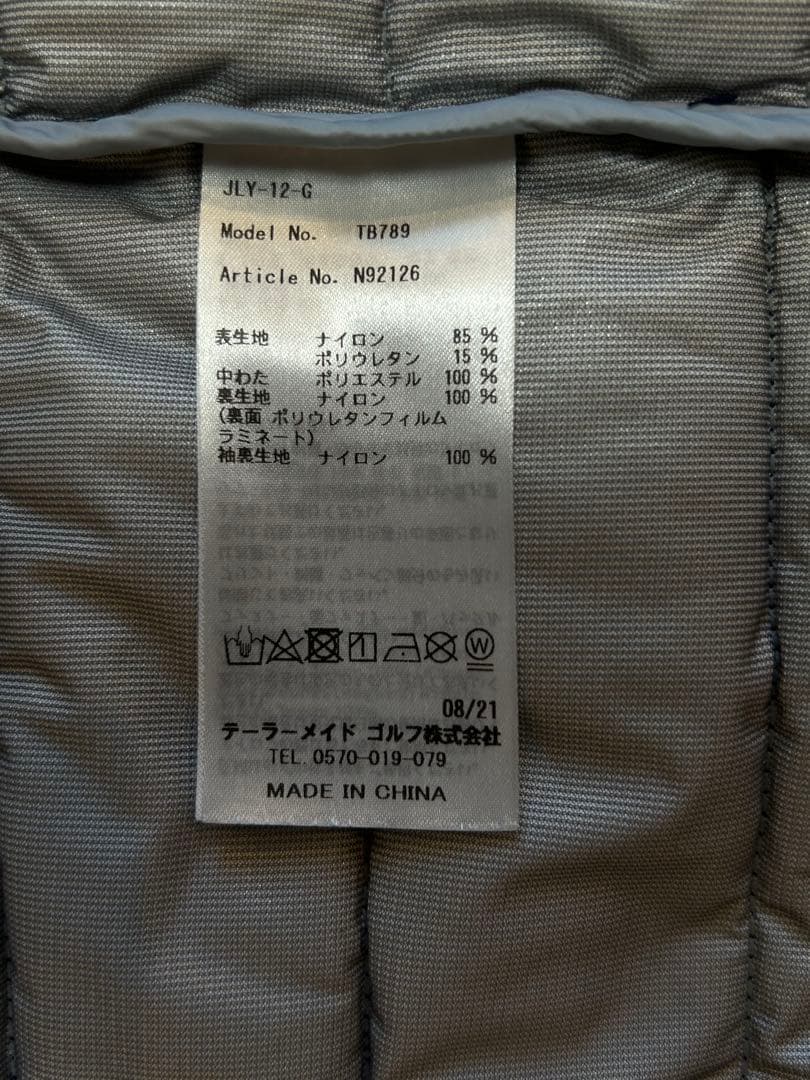 JLY-12-G
Model No. TB789
Article No. N92126
表生地 ナイロン 85 %
ポリウレタン 15 %
中わた ポリエステル 100 %
裏生地 ナイロン 100 %
(裏面 ポリウレタンフィルム
ラミネート)
袖裏生地 ナイロン 100 %
W
08/21
テーラーメイド ゴルフ株式会社
TEL. 0570-019-079
MADE IN CHINA